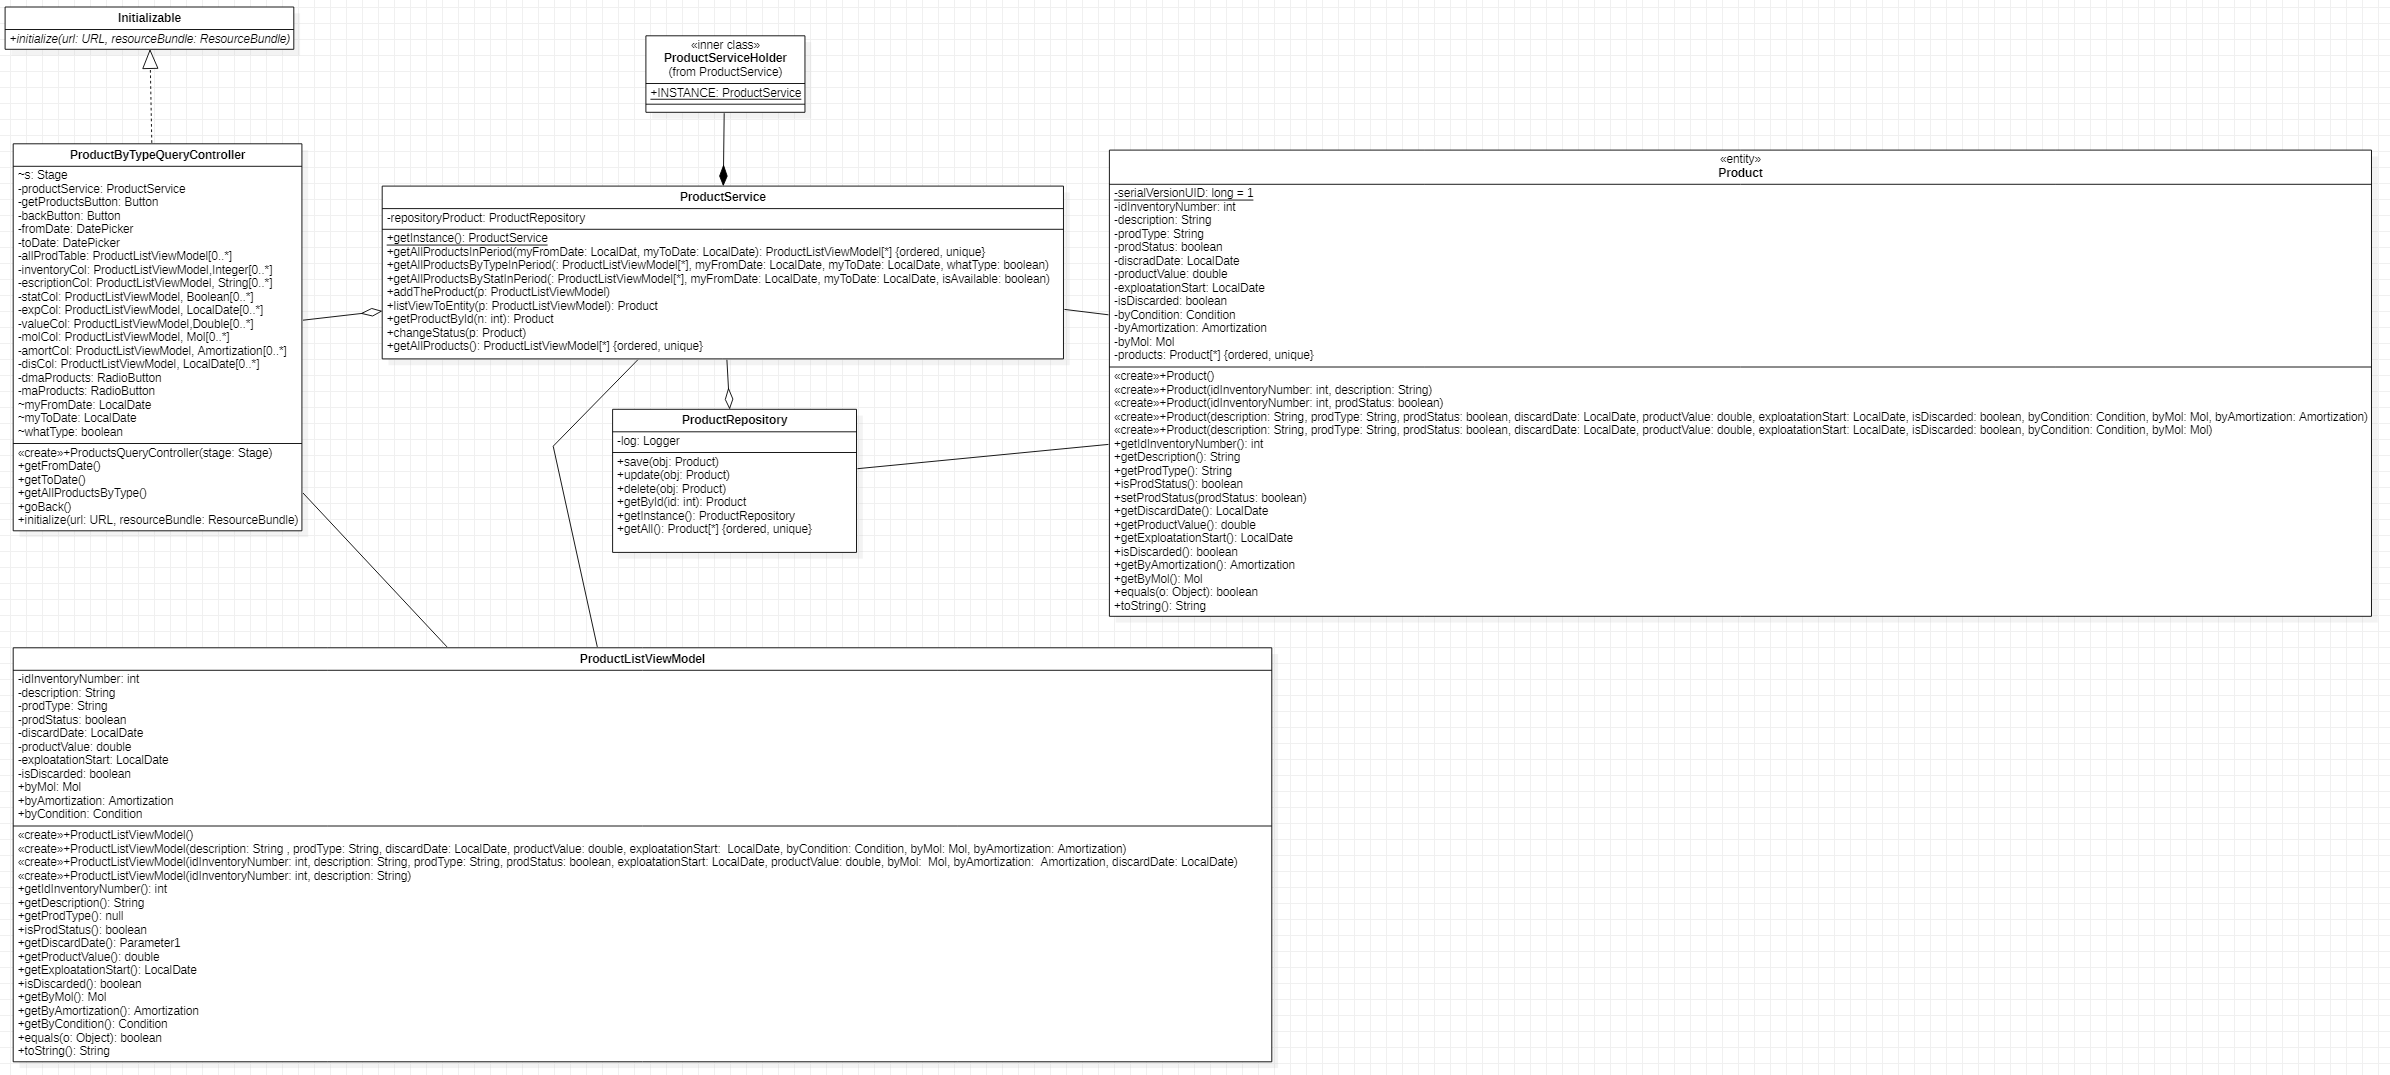 Initializable
+initialize(url: URL, resourceBundle: ResourceBundle)
«inner class»
ProductServiceHolder
(from ProductService)
+INSTANCE: ProductService
ProductByTypeQueryController
~s: Stage
-productService: ProductService
-getProductsButton: Button
-backButton: Button
-fromDate: DatePicker
-toDate: DatePicker
-allProdTable: ProductListViewModel[0..*]
-inventoryCol: ProductListViewModel,Integer[0..*]
-escriptionCol: ProductListViewModel, String[0..*]
-statCol: ProductListViewModel, Boolean[0..*]
-expCol: ProductListViewModel, LocalDate[0..*]
-valueCol: ProductListViewModel,Double[0..*]
-molCol: ProductListViewModel, Mol[0..*]
-amortCol: ProductListViewModel, Amortization[0..*]
-disCol: ProductListViewModel, LocalDate[0..*]
-dmaProducts: RadioButton
-maProducts: RadioButton
~myFromDate: LocalDate
~myToDate: LocalDate
~whatType: boolean
«create»+ProductsQueryController(stage: Stage)
+getFromDate()
+getToDate()
+getAllProductsByType()
+goBack()
+initialize(url: URL, resourceBundle: ResourceBundle)
ProductService
-repositoryProduct: ProductRepository
+getInstance(): ProductService
+getAllProductsInPeriod(myFromDate: LocalDat, myToDate: LocalDate): ProductListViewModel[*] {ordered, unique}
+getAllProductsByTypeInPeriod(: ProductListViewModel[*], myFromDate: LocalDate, myToDate: LocalDate, whatType: boolean)
+getAllProductsByStatInPeriod(: ProductListViewModel[*], myFromDate: LocalDate, myToDate: LocalDate, isAvailable: boolean)
+addTheProduct(p: ProductListViewModel)
+listViewToEntity(p: ProductListViewModel): Product
+getProductById(n: int): Product
+changeStatus(p: Product)
+getAllProducts(): ProductListViewModel[*] {ordered, unique}
ProductRepository
-log: Logger
+save(obj: Product)
+update(obj: Product)
+delete(obj: Product)
+getById(id: int): Product
+getInstance(): ProductRepository
+getAll(): Product[*] {ordered, unique}
«entity»
Product
-serialVersionUID: long = 1
-idInventoryNumber: int
-description: String
-prodType: String
-prodStatus: boolean
-discradDate: LocalDate
-productValue: double
-exploatationStart: LocalDate
-isDiscarded: boolean
-byCondition: Condition
-byAmortization: Amortization
-byMol: Mol
-products: Product[*] {ordered, unique}
«create»+Product()
«create»+Product(idInventoryNumber: int, description: String)
«create»+Product(idInventoryNumber: int, prodStatus: boolean)
«create»+Product(description: String, prodType: String, prodStatus: boolean, discardDate: LocalDate, productValue: double, exploatationStart: LocalDate, isDiscarded: boolean, byCondition: Condition, byMol: Mol, byAmortization: Amortization)
«create»+Product(description: String, prodType: String, prodStatus: boolean, discardDate: LocalDate, productValue: double, exploatationStart: LocalDate, isDiscarded: boolean, byCondition: Condition, byMol: Mol)
+getIdInventoryNumber(): int
+getDescription(): String
+getProdType(): String
+isProdStatus(): boolean
+setProdStatus(prodStatus: boolean)
+getDiscardDate(): LocalDate
+getProductValue(): double
+getExploatationStart(): LocalDate
+isDiscarded(): boolean
+getByAmortization(): Amortization
+getByMol(): Mol
+equals(o: Object): boolean
+toString(): String
ProductListViewModel
-idInventoryNumber: int
-description: String
-prodType: String
-prodStatus: boolean
-discardDate: LocalDate
-productValue: double
-exploatationStart: LocalDate
-isDiscarded: boolean
+byMol: Mol
+byAmortization: Amortization
+byCondition: Condition
«create»+ProductListViewModel()
«create»+ProductListViewModel(description: String , prodType: String, discardDate: LocalDate, productValue: double, exploatationStart:  LocalDate, byCondition: Condition, byMol: Mol, byAmortization: Amortization)
«create»+ProductListViewModel(idInventoryNumber: int, description: String, prodType: String, prodStatus: boolean, exploatationStart: LocalDate, productValue: double, byMol:  Mol, byAmortization:  Amortization, discardDate: LocalDate)
«create»+ProductListViewModel(idInventoryNumber: int, description: String)
+getIdInventoryNumber(): int
+getDescription(): String
+getProdType(): null
+isProdStatus(): boolean
+getDiscardDate(): Parameter1
+getProductValue(): double
+getExploatationStart(): LocalDate
+isDiscarded(): boolean
+getByMol(): Mol
+getByAmortization(): Amortization
+getByCondition(): Condition
+equals(o: Object): boolean
+toString(): String